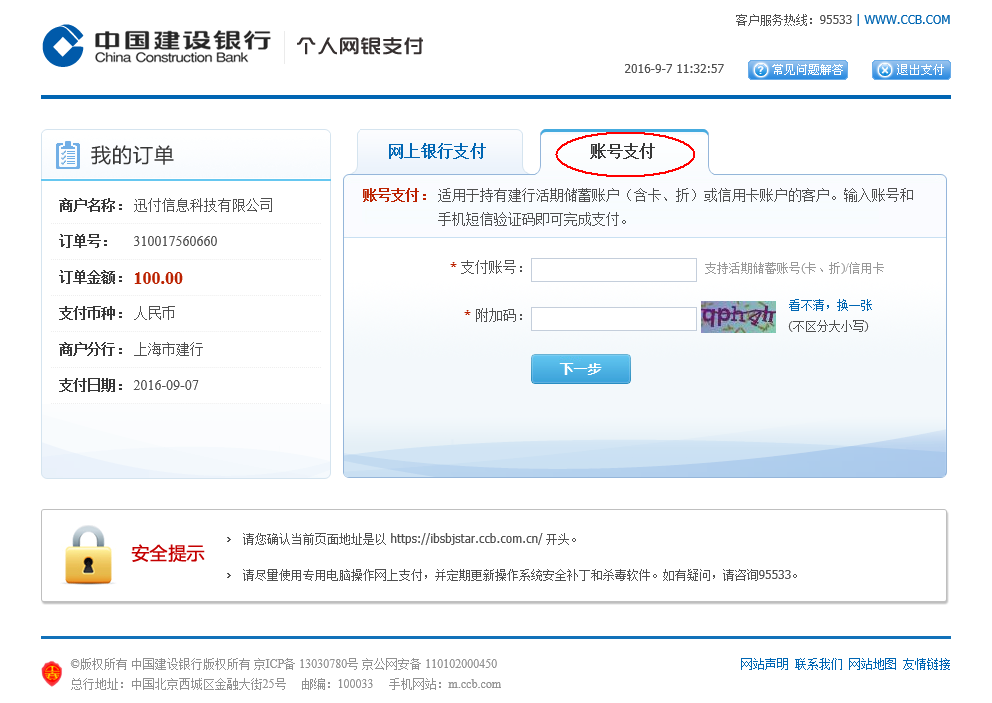 客户服务热线：95533 | WWW.CCB.COM
中国建设银行 个人网银支付
China Construction Bank
2016-9-7 11:32:57 常见问题解答 退出支付
我的订单
商户名称： 迅付信息科技有限公司
订单号： 310017560660
订单金额： 100.00
支付币种： 人民币
商户分行： 上海市建行
支付日期： 2016-09-07
网上银行支付 账号支付
账号支付： 适用于持有建行活期储蓄账户（含卡、折）或信用卡账户的客户。输入账号和
手机短信验证码即可完成支付。
* 支付账号： 支持活期储蓄账号(卡、折)/信用卡
* 附加码： 看不清，换一张
(不区分大小写)
下一步
安全提示
› 请您确认当前页面地址是以 https://ibsbjstar.ccb.com.cn/ 开头。
› 请尽量使用专用电脑操作网上支付，并定期更新操作系统安全补丁和杀毒软件。如有疑问，请咨询95533。
©版权所有 中国建设银行版权所有 京ICP备 13030780号 京公网安备 110102000450
总行地址：中国北京西城区金融大街25号 邮编：100033 手机网站：m.ccb.com
网站声明 联系我们 网站地图 友情链接